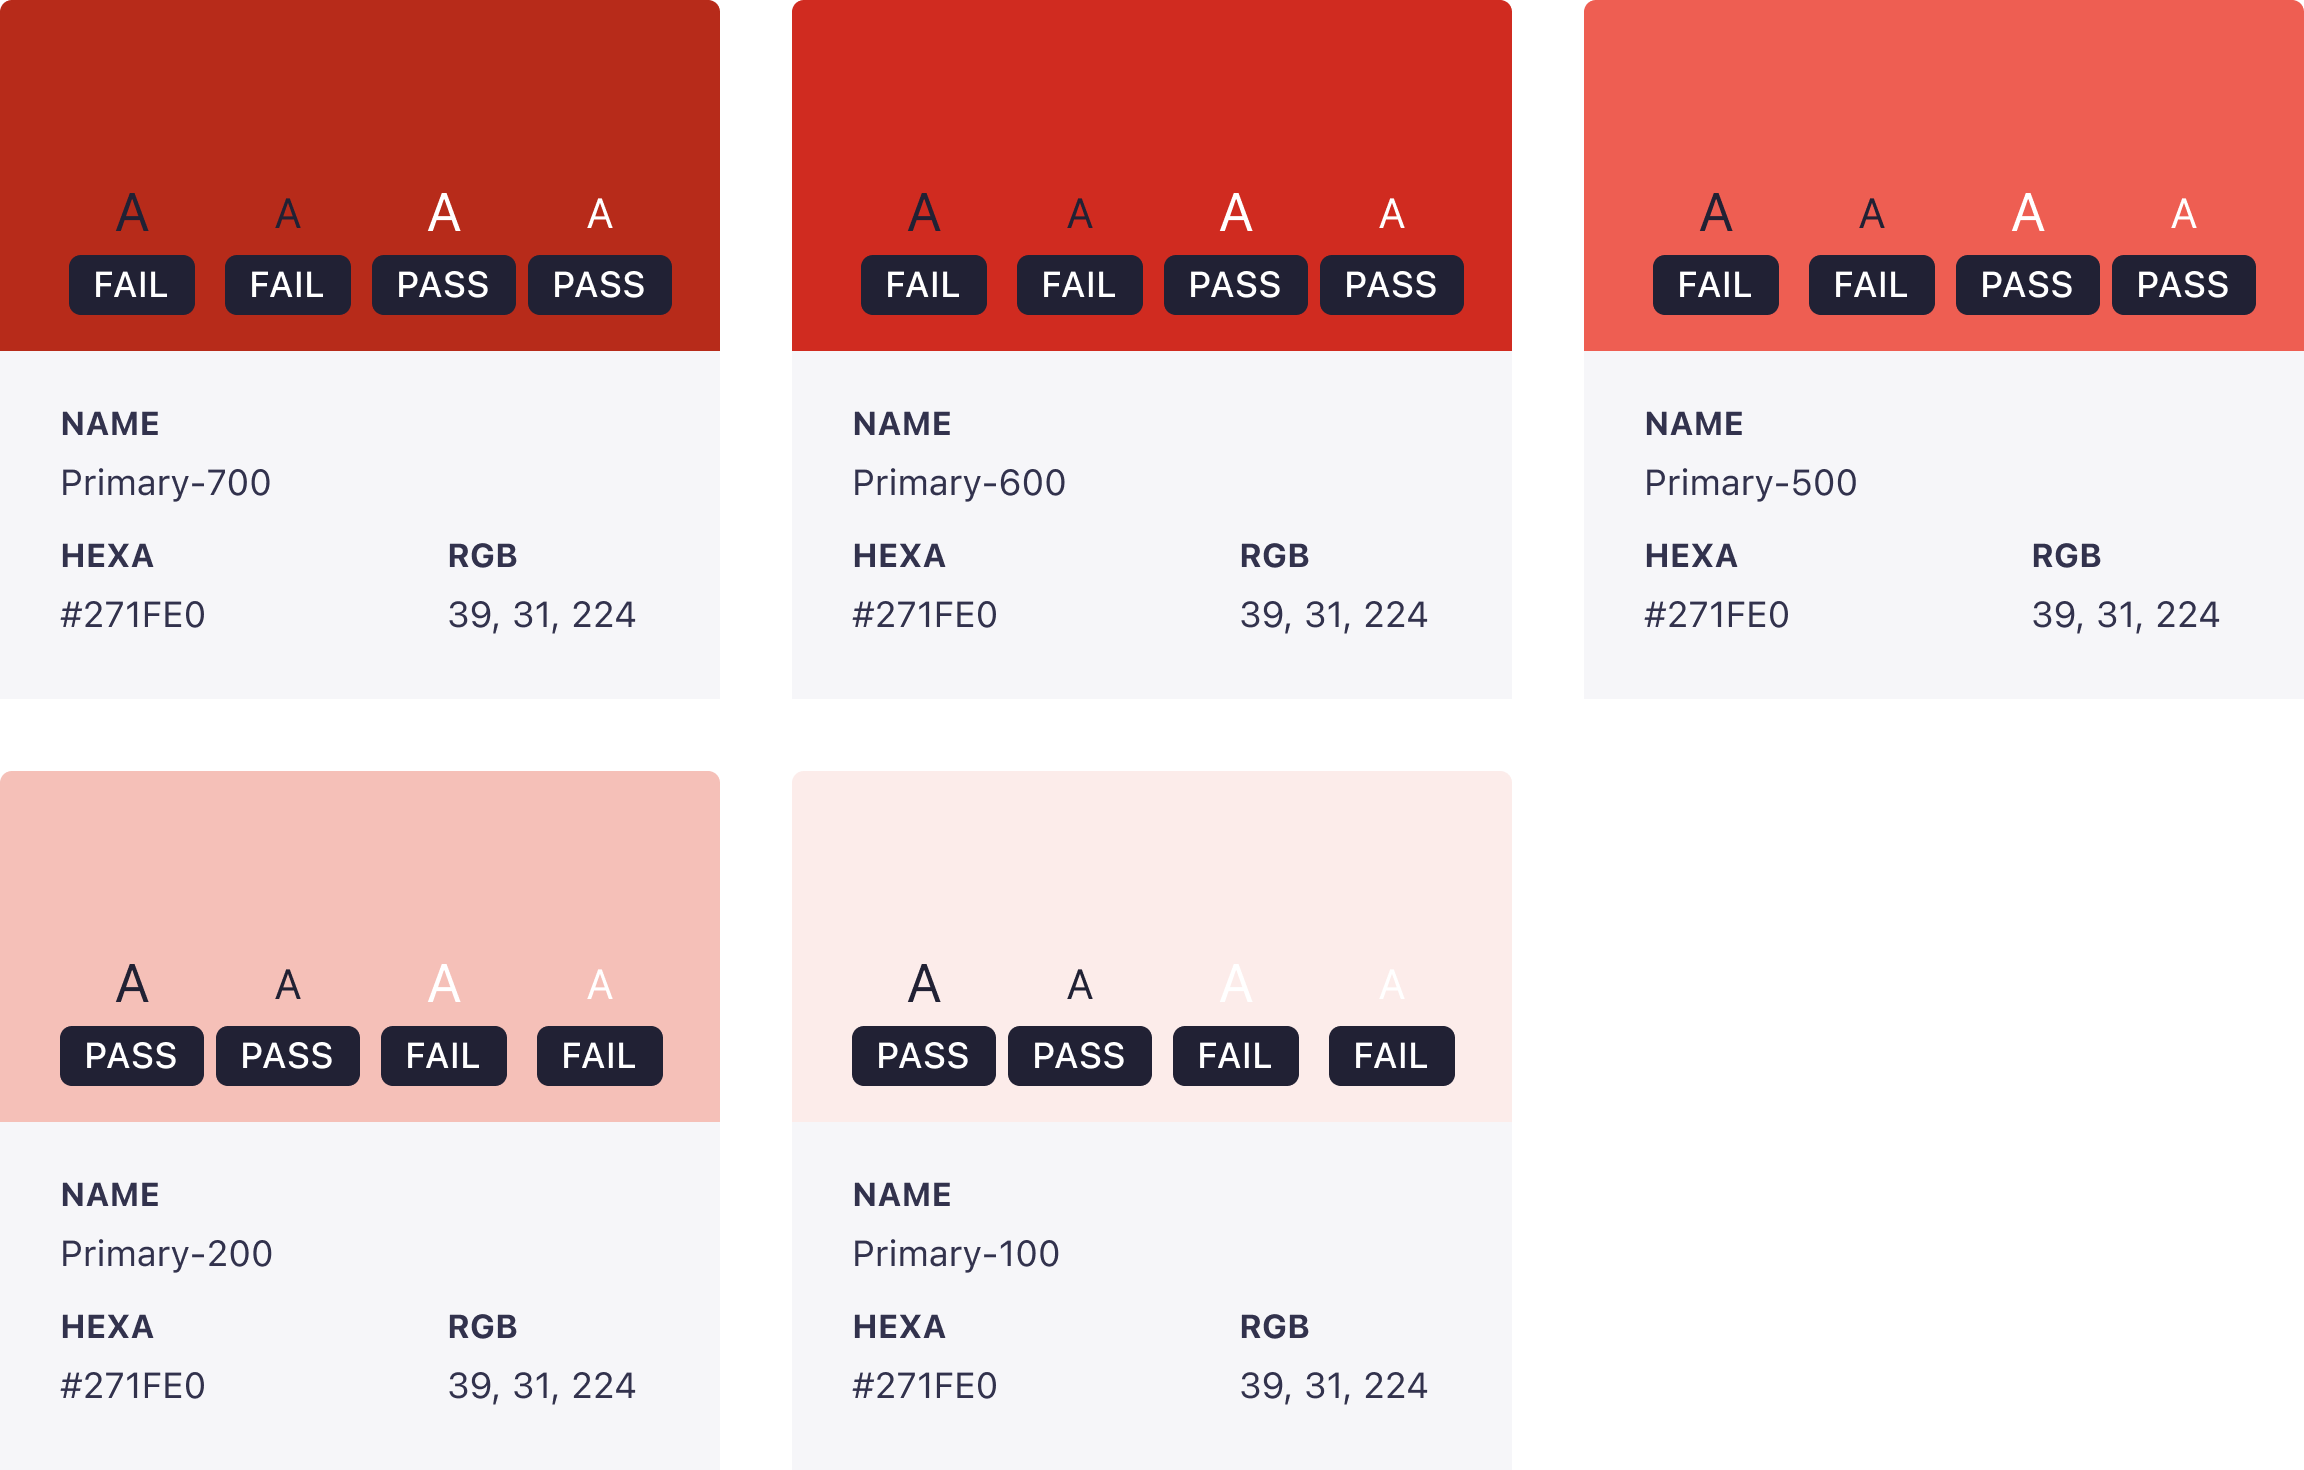 A A A A
FAIL FAIL PASS PASS
NAME
Primary-700
HEXA RGB
#271FE0 39, 31, 224
A A A A
FAIL FAIL PASS PASS
NAME
Primary-600
HEXA RGB
#271FE0 39, 31, 224
A A A A
FAIL FAIL PASS PASS
NAME
Primary-500
HEXA RGB
#271FE0 39, 31, 224
A A A A
PASS PASS FAIL FAIL
NAME
Primary-200
HEXA RGB
#271FE0 39, 31, 224
A A A A
PASS PASS FAIL FAIL
NAME
Primary-100
HEXA RGB
#271FE0 39, 31, 224